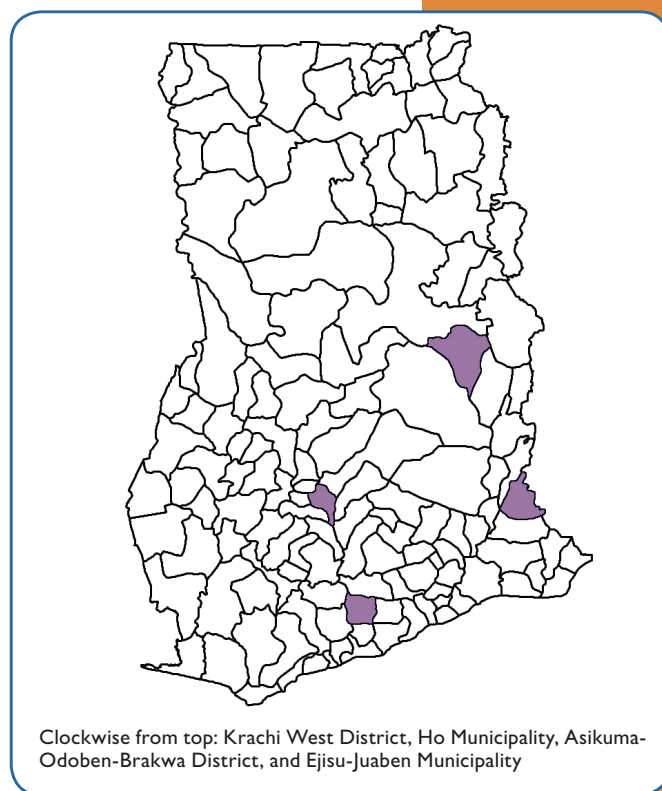 Clockwise from top: Krachi West District, Ho Municipality, Asikuma-
Odoben-Brakwa District, and Ejisu-Juaben Municipality